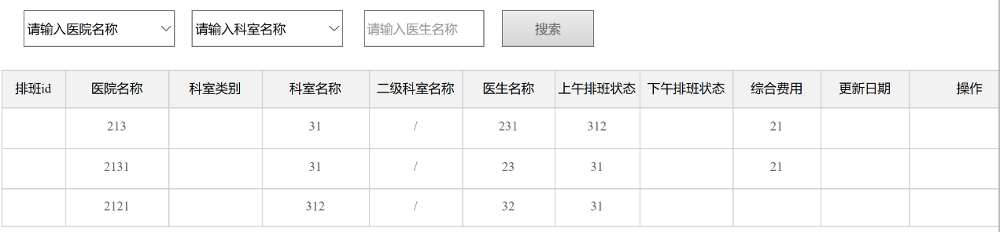 请输入医院名称 请输入科室名称 请输入医生名称 搜索
排班id 医院名称 科室类别 科室名称 二级科室名称 医生名称 上午排班状态 下午排班状态 综合费用 更新日期 操作
213 31 / 231 312 21
2131 31 / 23 31 21
2121 312 / 32 31